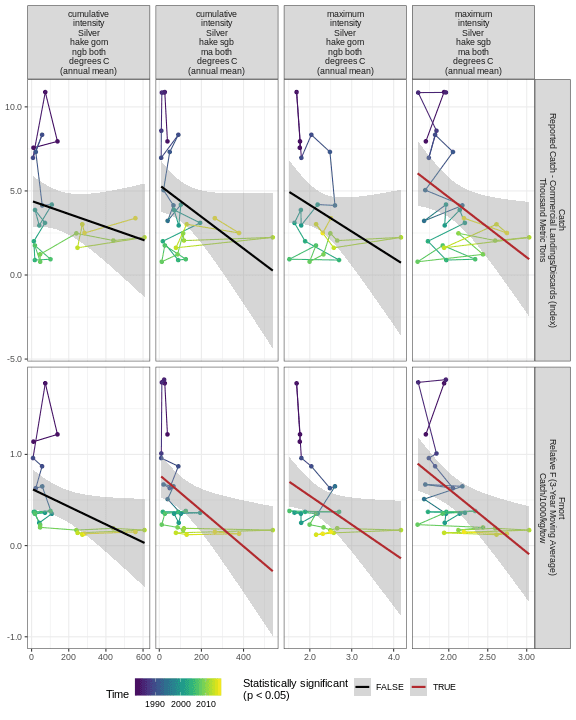 cumulative
intensity
Silver
hake gom
ngb both
degrees C
(annual mean)
cumulative
intensity
Silver
hake sgb
ma both
degrees C
(annual mean)
maximum
intensity
Silver
hake gom
ngb both
degrees C
(annual mean)
maximum
intensity
Silver
hake sgb
ma both
degrees C
(annual mean)
10.0
5.0
0.0
-5.0
Catch
Reported Catch - Commercial Landings/Discards (Index)
Thousand Metric Tons
1.0
0.0
-1.0
Fmort
Relaive F (3-Year Moving Average)
Catch/1000/kg/tow
0 200 400 600
0 200 400
2.0 3.0 4.0
2.00 2.50 3.00
Time
1990 2000 2010
Statistically significant
(p < 0.05)
FALSE
TRUE